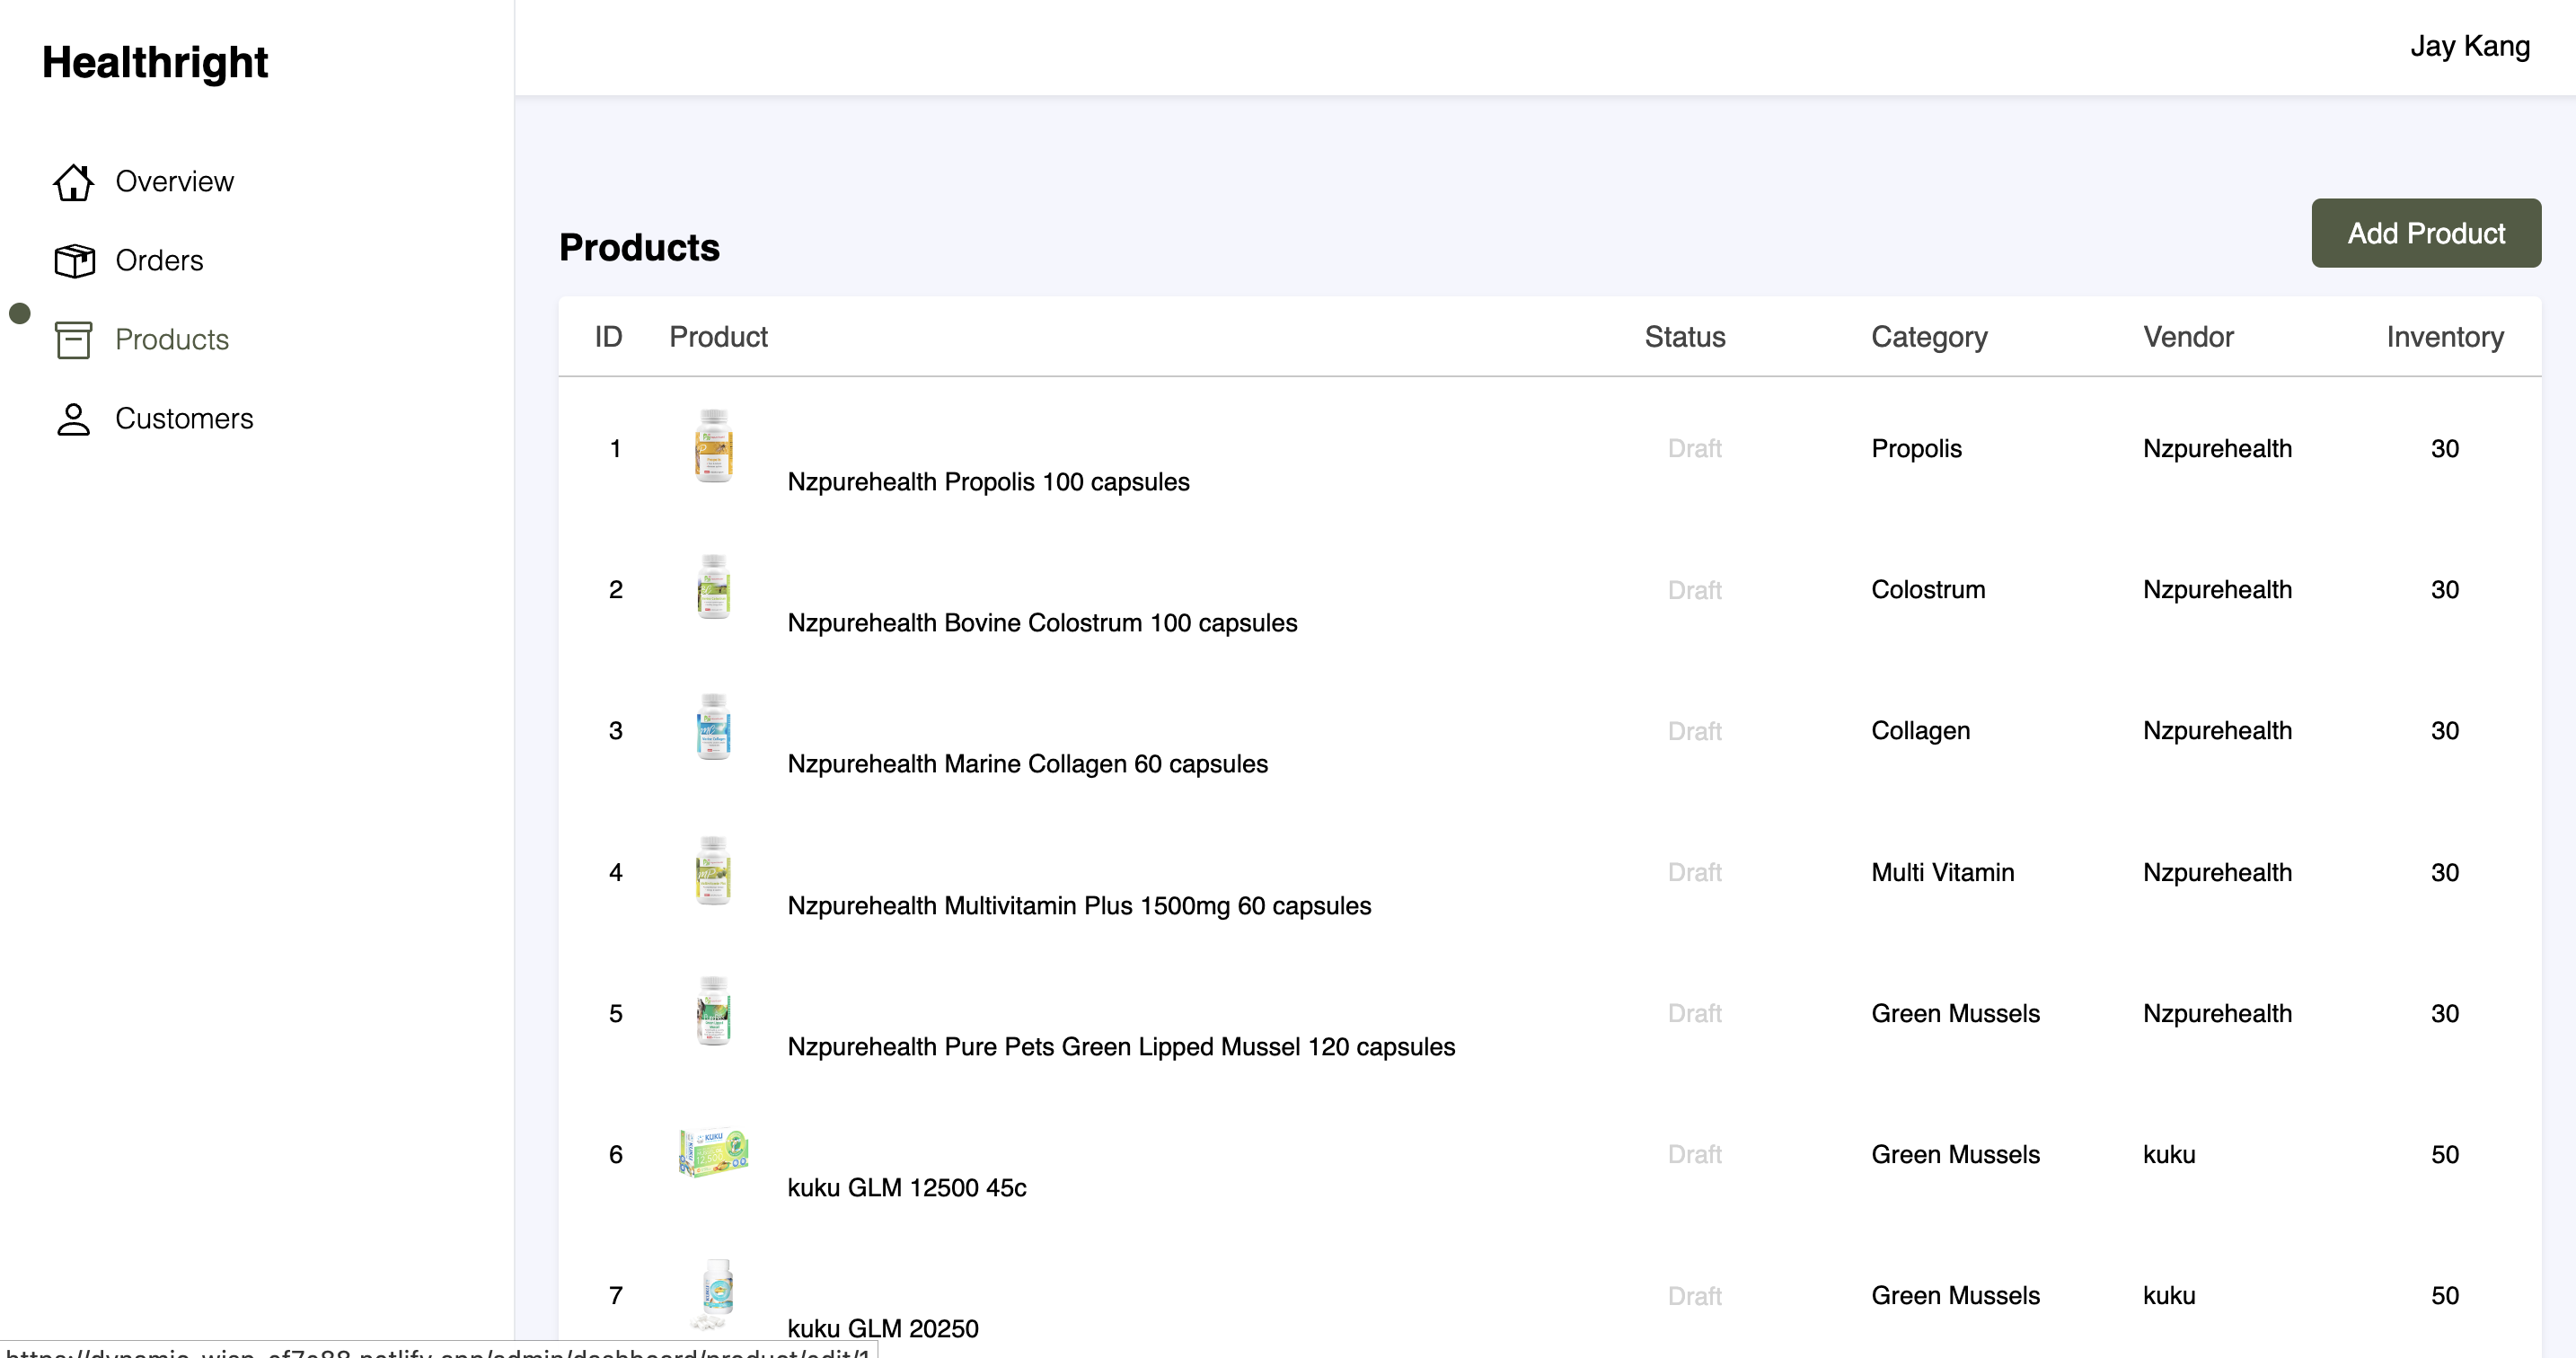 Healthright
Jay Kang
Overview
Orders
Products
Customers
Products
Add Product
ID Product Status Category Vendor Inventory
1 Nzpurehealth Propolis 100 capsules Draft Propolis Nzpurehealth 30
2 Nzpurehealth Bovine Colostrum 100 capsules Draft Colostrum Nzpurehealth 30
3 Nzpurehealth Marine Collagen 60 capsules Draft Collagen Nzpurehealth 30
4 Nzpurehealth Multivitamin Plus 1500mg 60 capsules Draft Multi Vitamin Nzpurehealth 30
5 Nzpurehealth Pure Pets Green Lipped Mussel 120 capsules Draft Green Mussels Nzpurehealth 30
KUKU
6 kuku GLM 12500 45c Draft Green Mussels kuku 50
7 kuku GLM 20250 Draft Green Mussels kuku 50